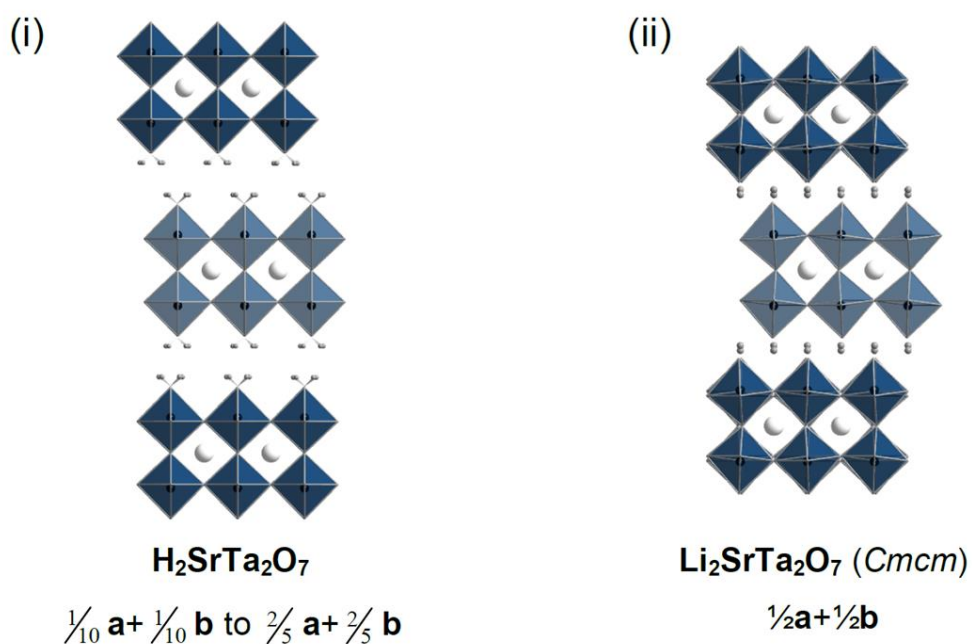 (i)
(ii)
H₂SrTa₂O₇
Li₂SrTa₂O₇ (Cmcm)
1/10 a+ 1/10 b to 2/5 a+ 2/5 b
½a+½b